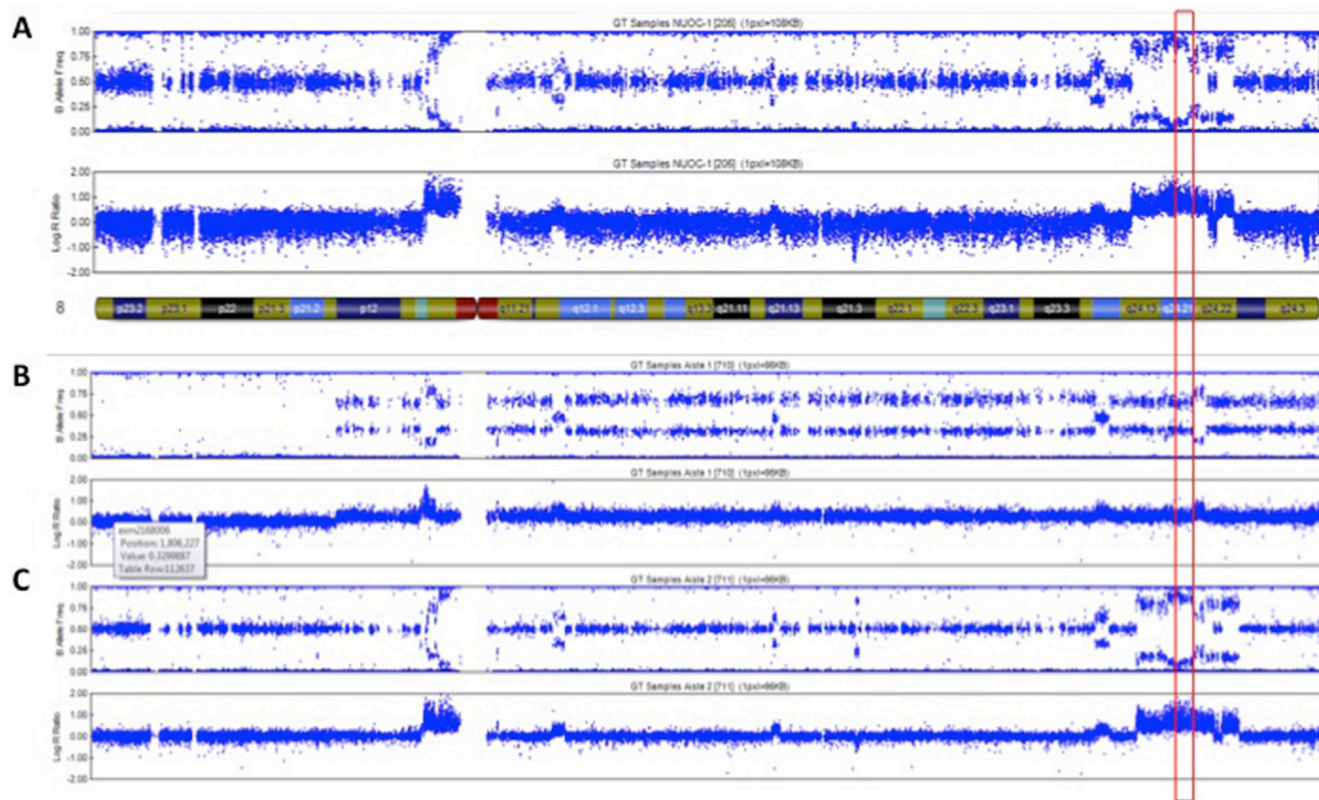 A
GT Samples NUOC-1 [205] (1pxl=108KB)
B Allele Freq
1.00
0.75
0.50
0.25
0.00
GT Samples NUOC-1 [205] (1pxl=108KB)
Log R Ratio
2.00
1.00
0.00
-1.00
-2.00
8
p23.2 p23.1 p22 p21.3 p21.2 p12 q11.21 q12.1 q12.3 q13.3 q21.11 q21.13 q21.3 q22.1 q22.3 q23.1 q23.3 q24.13 q24.21 q24.22 q24.3
B
GT Samples Aiste 1 [710] (1pxl=96KB)
B Allele Freq
1.00
0.75
0.50
0.25
0.00
GT Samples Aiste 1 [710] (1pxl=96KB)
Log R Ratio
2.00
1.00
0.00
-1.00
-2.00
Position: 1,806,227
Value: 0.3299887
Table Row:112637
C
GT Samples Aiste 2 [711] (1pxl=96KB)
B Allele Freq
1.00
0.75
0.50
0.25
0.00
GT Samples Aiste 2 [711] (1pxl=96KB)
Log R Ratio
2.00
1.00
0.00
-1.00
-2.00